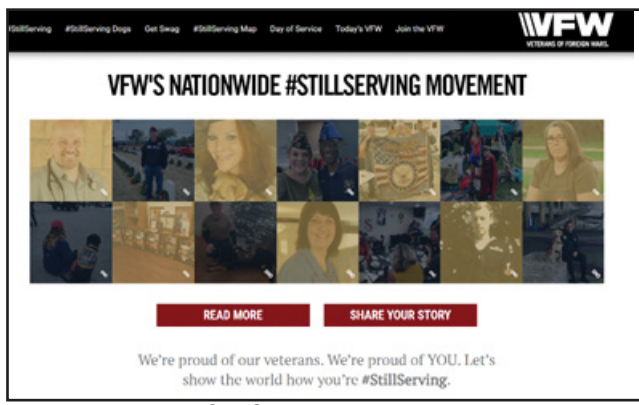 #StillServing #StillServing Dogs Get Swag #StillServing Map Day of Service Today's VFW Join the VFW
VFW
VETERANS OF FOREIGN WARS.
VFW'S NATIONWIDE #STILLSERVING MOVEMENT
READ MORE SHARE YOUR STORY
We're proud of our veterans. We're proud of YOU. Let's
show the world how you're #StillServing.